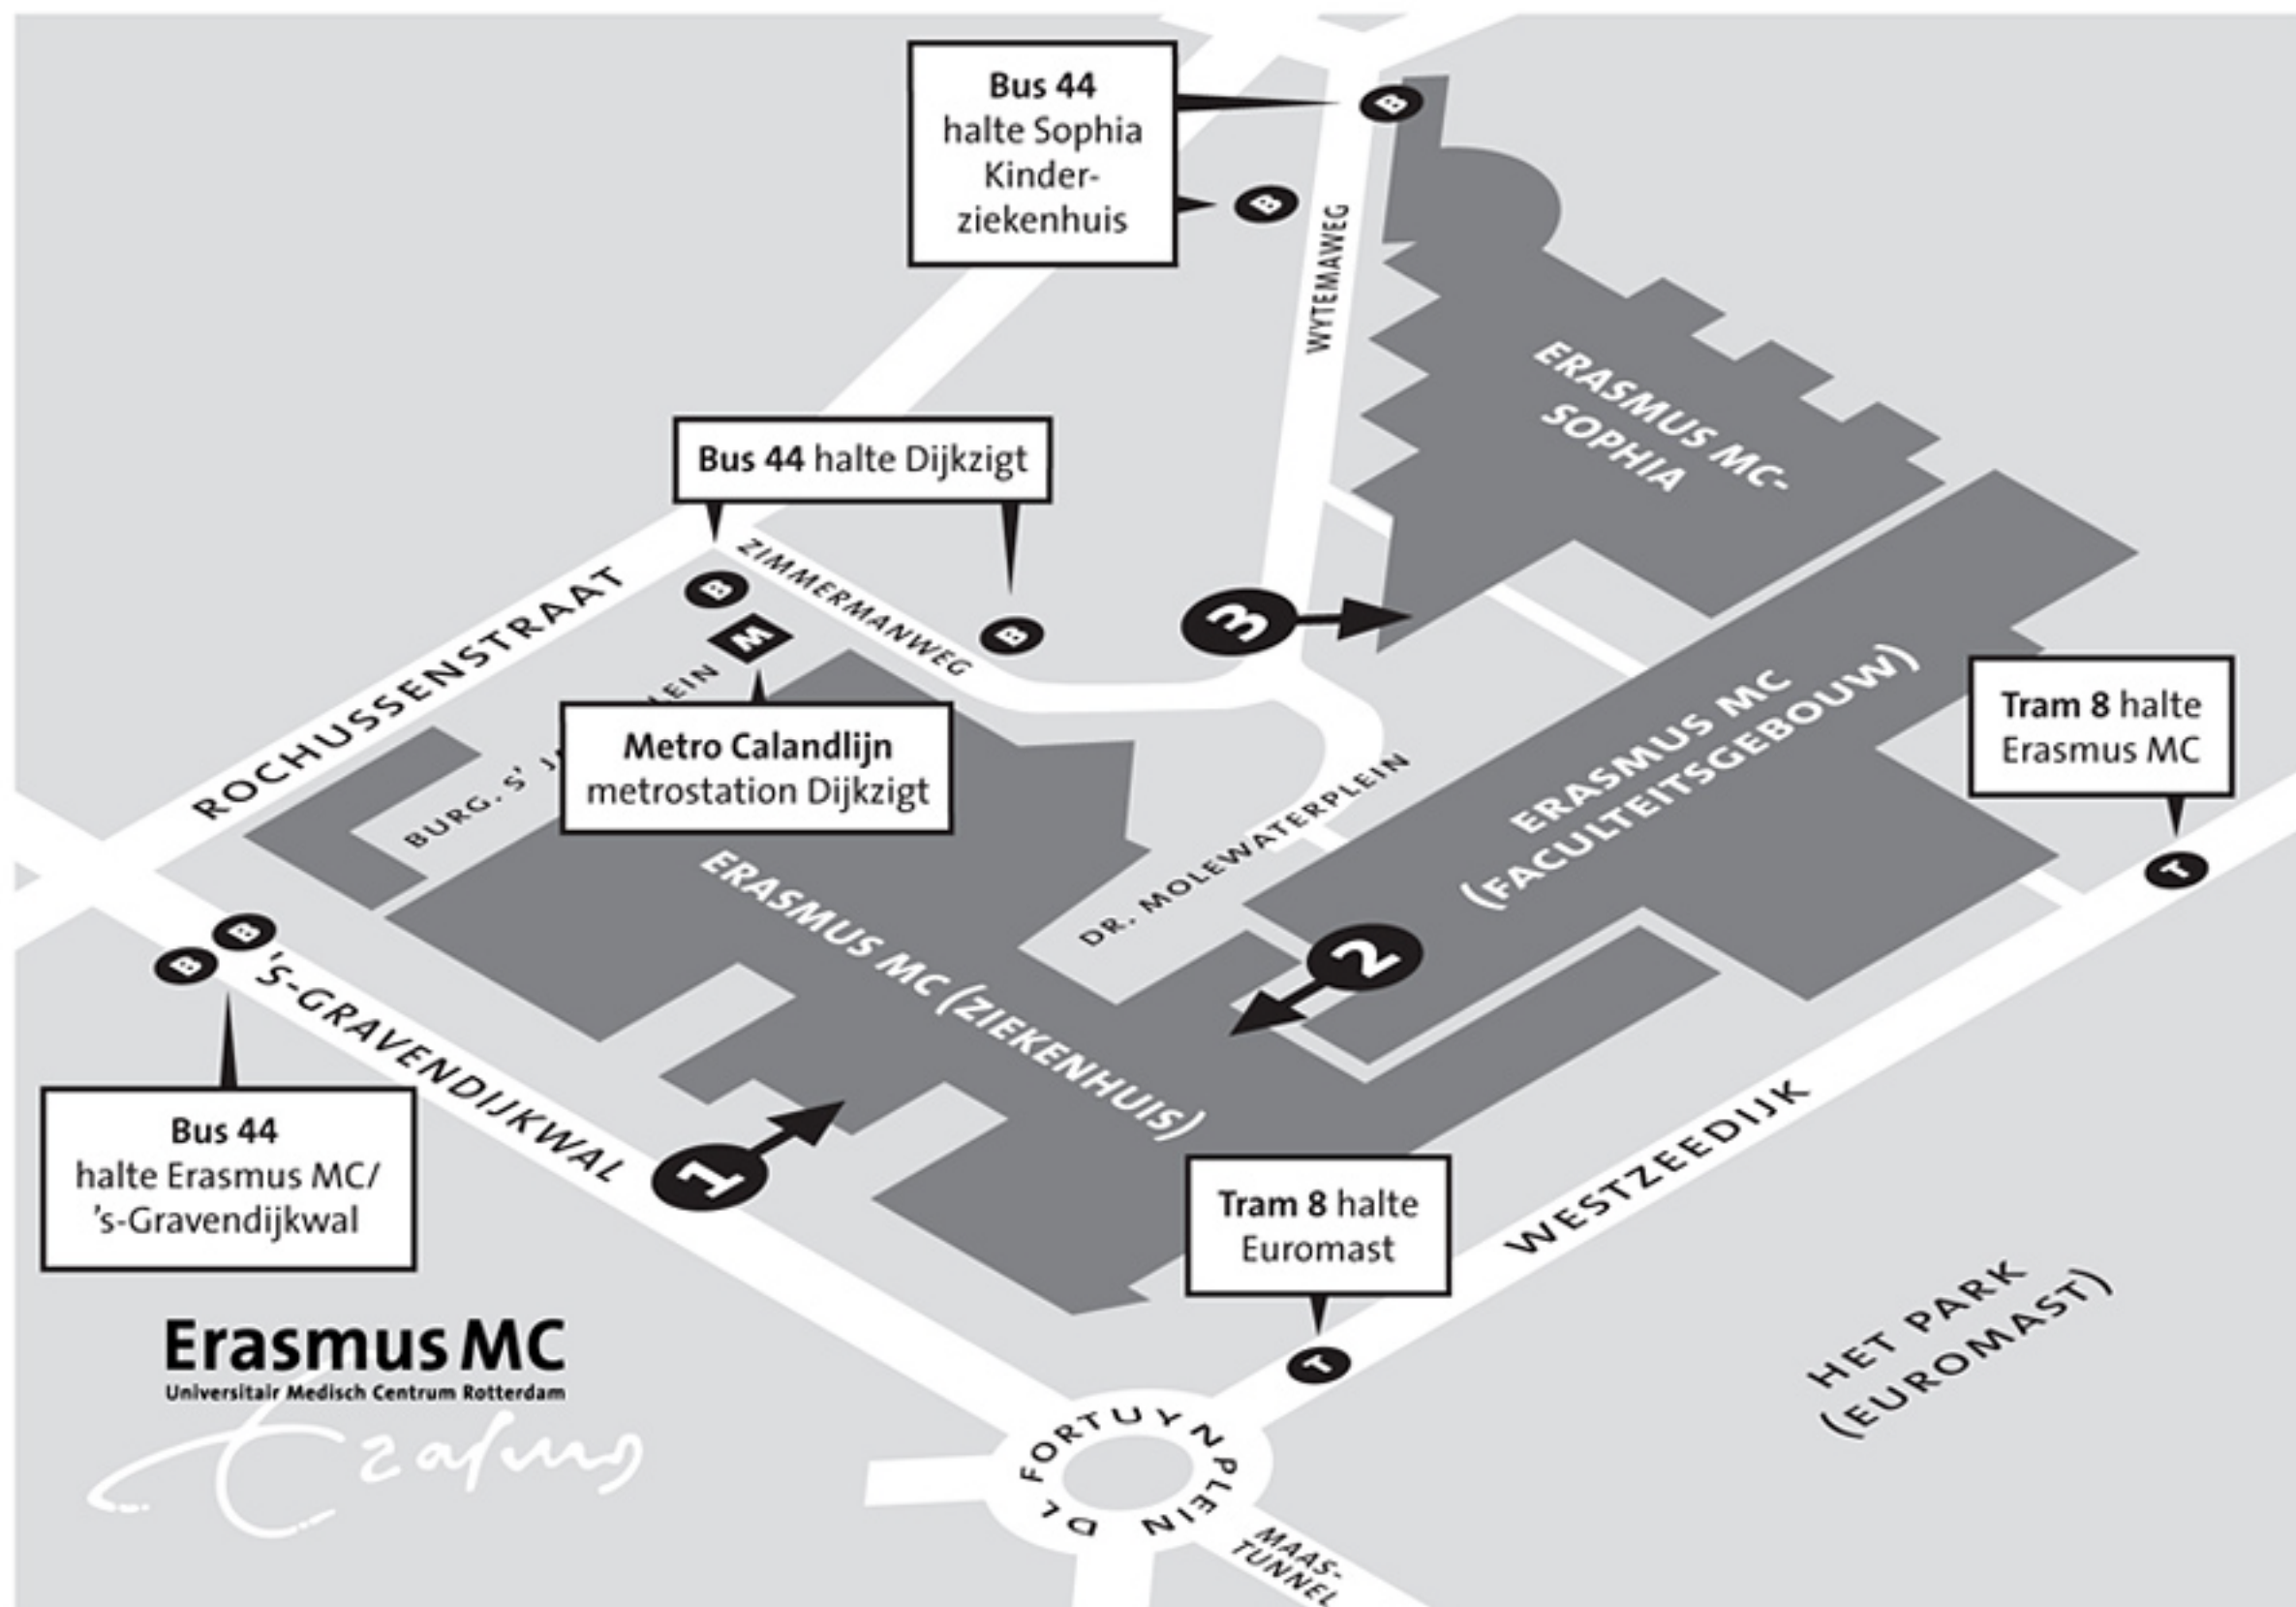 Bus 44
halte Sophia
Kinder-
ziekenhuis
B
B
WYTEMAWEG
ERASMUS MC-
SOPHIA
Bus 44 halte Dijkzigt
ZIMMERMANWEG
ROCHUSSENSTRAAT
B
B
M
3
BURG. S'
LEIN
Metro Calandlijn
metrostation Dijkzigt
ERASMUS MC
(FACULTEITSGEBOUW)
Tram 8 halte
Erasmus MC
T
DR. MOLEWATERPLEIN
ERASMUS MC (ZIEKENHUIS)
2
B
B
'S-GRAVENDIJKWAL
1
Bus 44
halte Erasmus MC/
's-Gravendijkwal
Tram 8 halte
Euromast
T
WESTZEEDIJK
HET PARK
(EUROMAST)
Erasmus MC
Universitair Medisch Centrum Rotterdam
Erasmus
DL FORTUYNPLEIN
MAAS-
TUNNEL